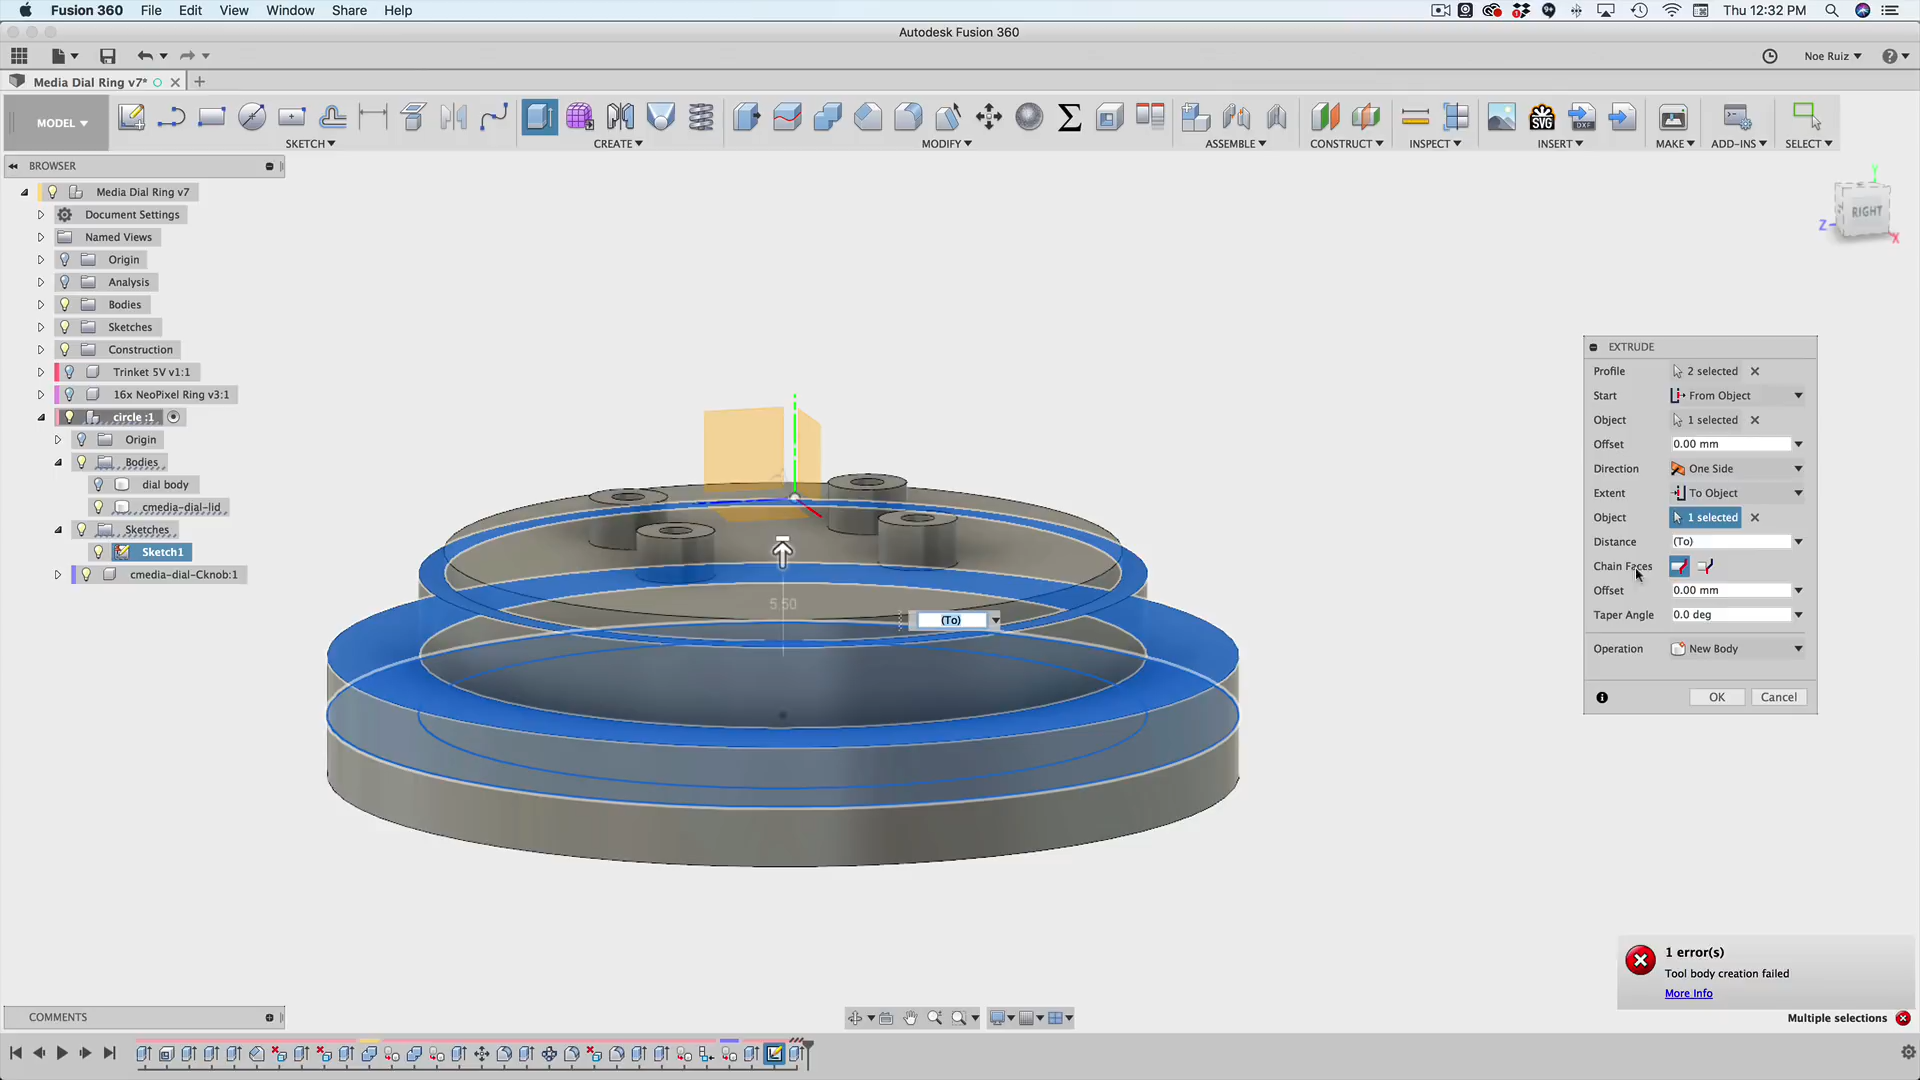 Fusion 360 File Edit View Window Share Help Thu 12:32 PM
Autodesk Fusion 360
Noe Ruiz
Media Dial Ring v7*
MODEL
SKETCH CREATE MODIFY ASSEMBLE CONSTRUCT INSPECT INSERT MAKE ADD-INS SELECT
SVG DXF
BROWSER
Media Dial Ring v7
Document Settings
Named Views
Origin
Analysis
Bodies
Sketches
Construction
Trinket 5V v1:1
16x NeoPixel Ring v3:1
circle :1
Origin
Bodies
dial body
cmedia-dial-lid
Sketches
Sketch1
cmedia-dial-Cknob:1
Y
RIGHT
Z
X
5.50
(To)
EXTRUDE
Profile 2 selected
Start From Object
Object 1 selected
Offset 0.00 mm
Direction One Side
Extent To Object
Object 1 selected
Distance (To)
Chain Faces
Offset 0.00 mm
Taper Angle 0.0 deg
Operation New Body
OK Cancel
1 error(s)
Tool body creation failed
More Info
Multiple selections
COMMENTS